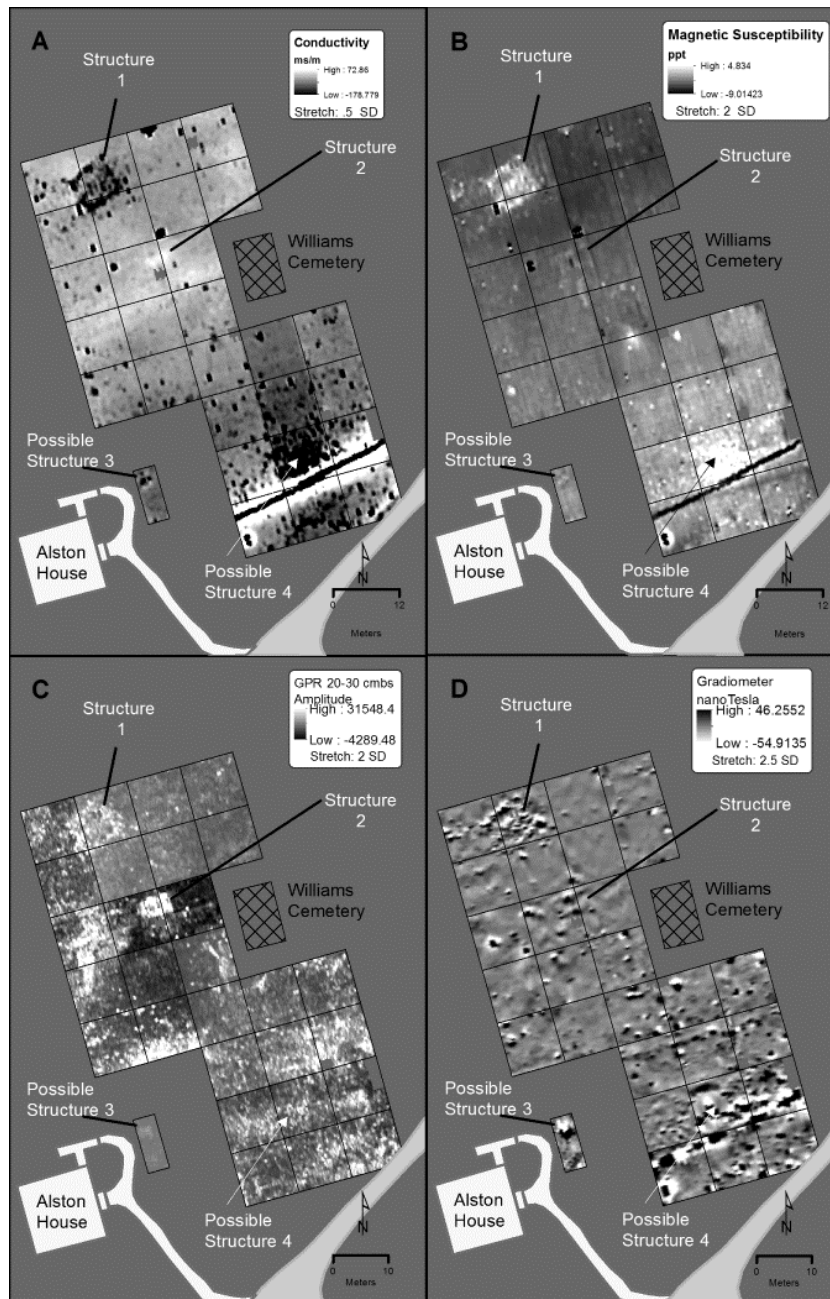 A
Structure
1
Conductivity
ms/m
High : 72.86
Low : -178.779
Stretch: .5 SD
Structure
2
Williams
Cemetery
Possible
Structure 3
Alston
House
Possible
Structure 4
N
0
12
Meters
B
Structure
1
Magnetic Susceptibility
ppt
High : 4.834
Low : -9.01423
Stretch: 2 SD
Structure
2
Williams
Cemetery
Possible
Structure 3
Alston
House
Possible
Structure 4
N
0
12
Meters
C
Structure
1
GPR 20-30 cmbs
Amplitude
High : 31548.4
Low : -4289.48
Stretch: 2 SD
Structure
2
Williams
Cemetery
Possible
Structure 3
Alston
House
Possible
Structure 4
N
0
10
Meters
D
Structure
1
Gradiometer
nanoTesla
High : 46.2552
Low : -54.9135
Stretch: 2.5 SD
Structure
2
Williams
Cemetery
Possible
Structure 3
Alston
House
Possible
Structure 4
N
0
10
Meters